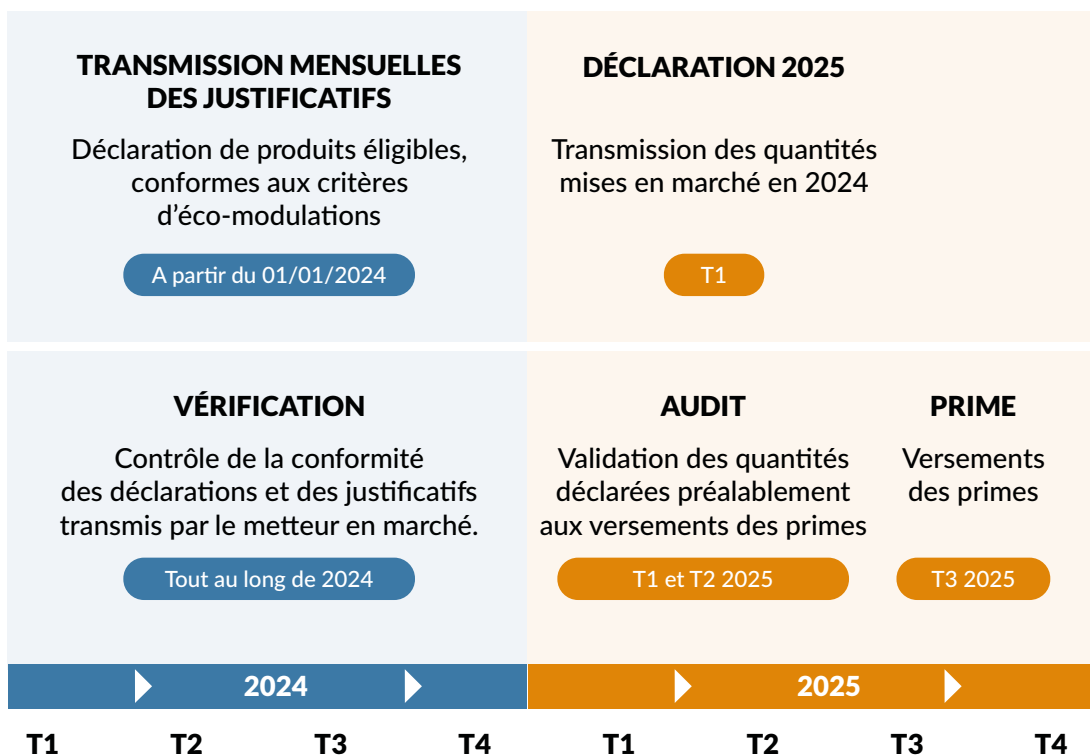 TRANSMISSION MENSUELLES
DES JUSTIFICATIFS
Déclaration de produits éligibles,
conformes aux critères
d'éco-modulations
A partir du 01/01/2024
DÉCLARATION 2025
Transmission des quantités
mises en marché en 2024
T1
VÉRIFICATION
Contrôle de la conformité
des déclarations et des justificatifs
transmis par le metteur en marché.
Tout au long de 2024
AUDIT
Validation des quantités
déclarées préalablement
aux versements des primes
T1 et T2 2025
PRIME
Versements
des primes
T3 2025
2024
2025
T1 T2 T3 T4 T1 T2 T3 T4